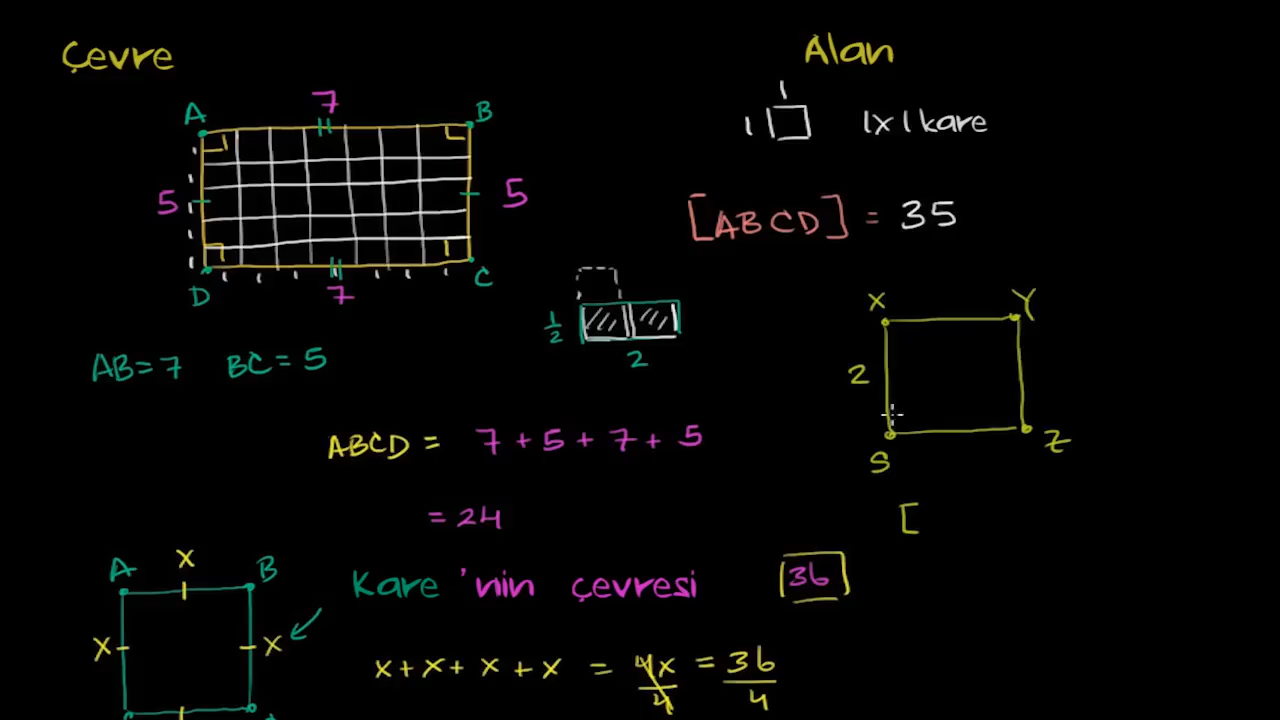 Çevre
Alan
7
A B
5 5
D C
7
1
1 1x1 kare
[ABCD] = 35
1/2
2
AB = 7 BC = 5
X Y
2
S Z
[
ABCD = 7 + 5 + 7 + 5
= 24
Kare 'nin çevresi 36
A X B
X X
x + x + x + x = 4x/4 = 36/4